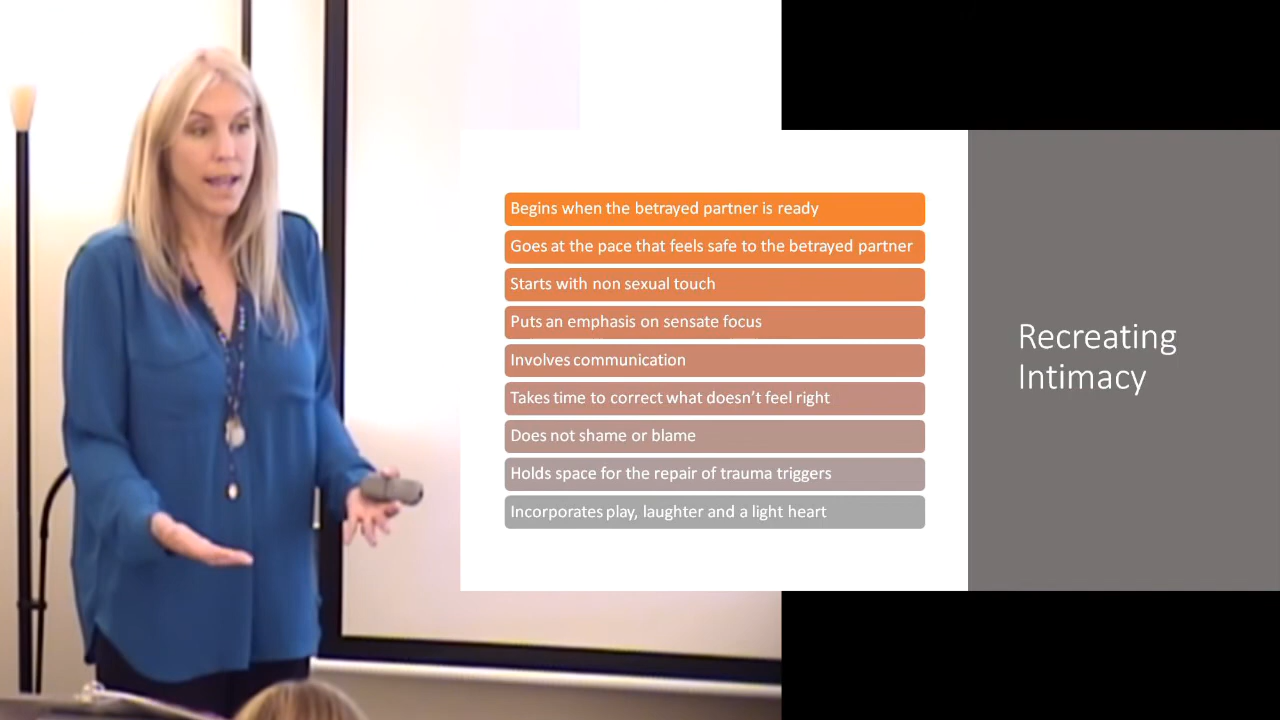 Begins when the betrayed partner is ready
Goes at the pace that feels safe to the betrayed partner
Starts with non sexual touch
Puts an emphasis on sensate focus
Involves communication
Takes time to correct what doesn’t feel right
Does not shame or blame
Holds space for the repair of trauma triggers
Incorporates play, laughter and a light heart
Recreating
Intimacy